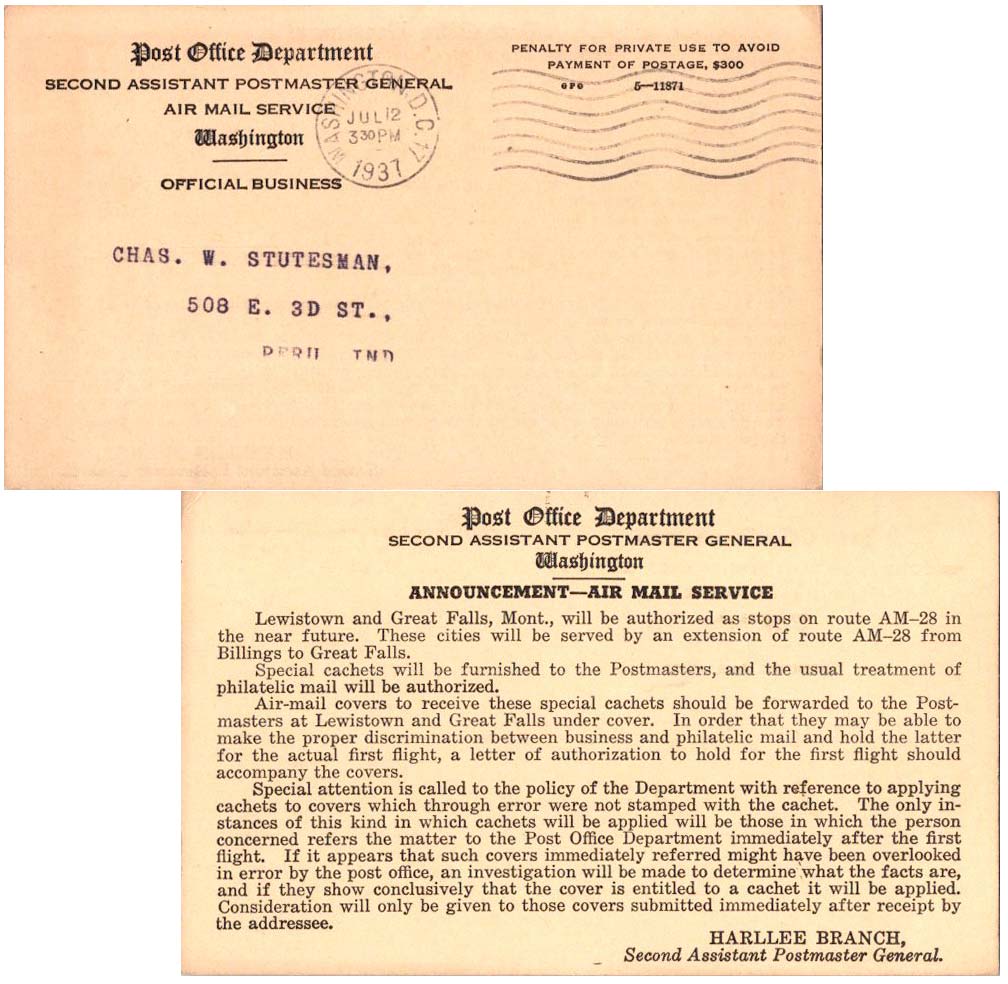 Post Office Department
SECOND ASSISTANT POSTMASTER GENERAL
AIR MAIL SERVICE
Washington
OFFICIAL BUSINESS
WASHINGTON, D.C. 17
JUL 12
3 30 PM
1937
PENALTY FOR PRIVATE USE TO AVOID
PAYMENT OF POSTAGE, $300
GPO 5—11871
CHAS. W. STUTESMAN,
508 E. 3D ST.,
PERU IND
Post Office Department
SECOND ASSISTANT POSTMASTER GENERAL
Washington
ANNOUNCEMENT—AIR MAIL SERVICE
Lewistown and Great Falls, Mont., will be authorized as stops on route AM–28 in
the near future. These cities will be served by an extension of route AM–28 from
Billings to Great Falls.
Special cachets will be furnished to the Postmasters, and the usual treatment of
philatelic mail will be authorized.
Air-mail covers to receive these special cachets should be forwarded to the Post-
masters at Lewistown and Great Falls under cover. In order that they may be able to
make the proper discrimination between business and philatelic mail and hold the latter
for the actual first flight, a letter of authorization to hold for the first flight should
accompany the covers.
Special attention is called to the policy of the Department with reference to applying
cachets to covers which through error were not stamped with the cachet. The only in-
stances of this kind in which cachets will be applied will be those in which the person
concerned refers the matter to the Post Office Department immediately after the first
flight. If it appears that such covers immediately referred might have been overlooked
in error by the post office, an investigation will be made to determine what the facts are,
and if they show conclusively that the cover is entitled to a cachet it will be applied.
Consideration will only be given to those covers submitted immediately after receipt by
the addressee.
HARLLEE BRANCH,
Second Assistant Postmaster General.